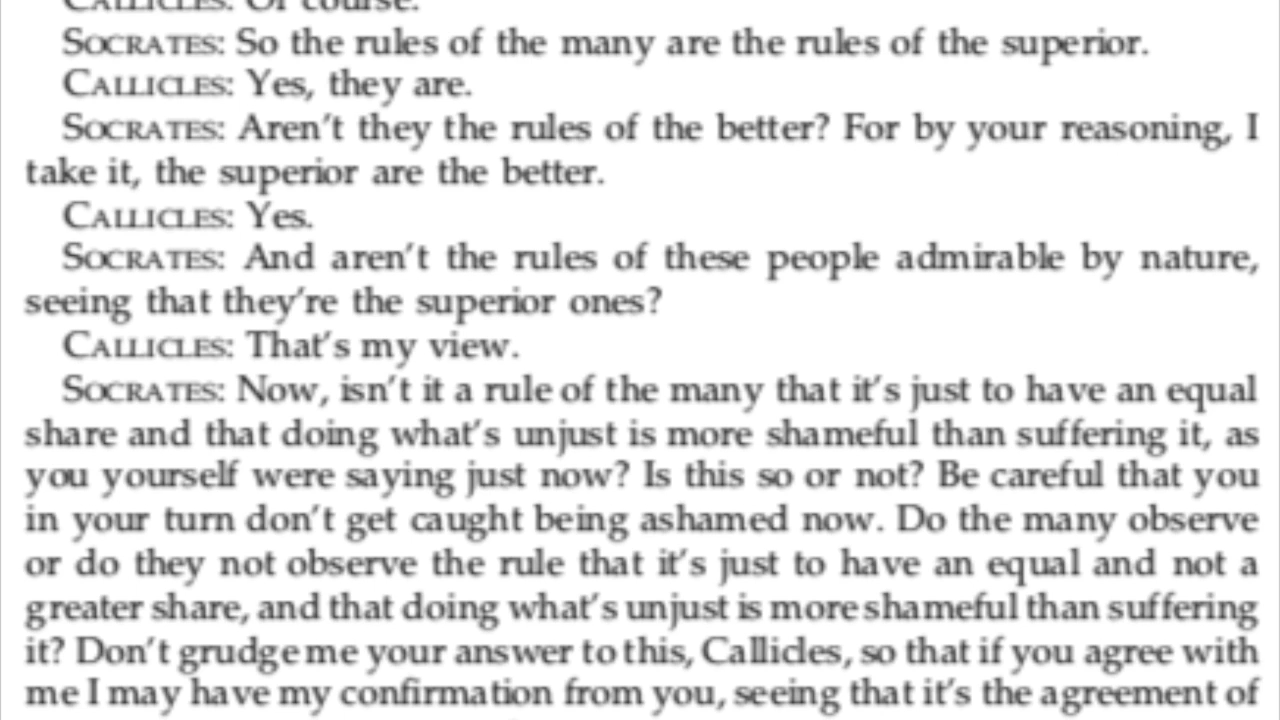 CALLICLES: Of course.
SOCRATES: So the rules of the many are the rules of the superior.
CALLICLES: Yes, they are.
SOCRATES: Aren't they the rules of the better? For by your reasoning, I
take it, the superior are the better.
CALLICLES: Yes.
SOCRATES: And aren't the rules of these people admirable by nature,
seeing that they're the superior ones?
CALLICLES: That's my view.
SOCRATES: Now, isn't it a rule of the many that it's just to have an equal
share and that doing what's unjust is more shameful than suffering it, as
you yourself were saying just now? Is this so or not? Be careful that you
in your turn don't get caught being ashamed now. Do the many observe
or do they not observe the rule that it's just to have an equal and not a
greater share, and that doing what's unjust is more shameful than suffering
it? Don't grudge me your answer to this, Callicles, so that if you agree with
me I may have my confirmation from you, seeing that it's the agreement of